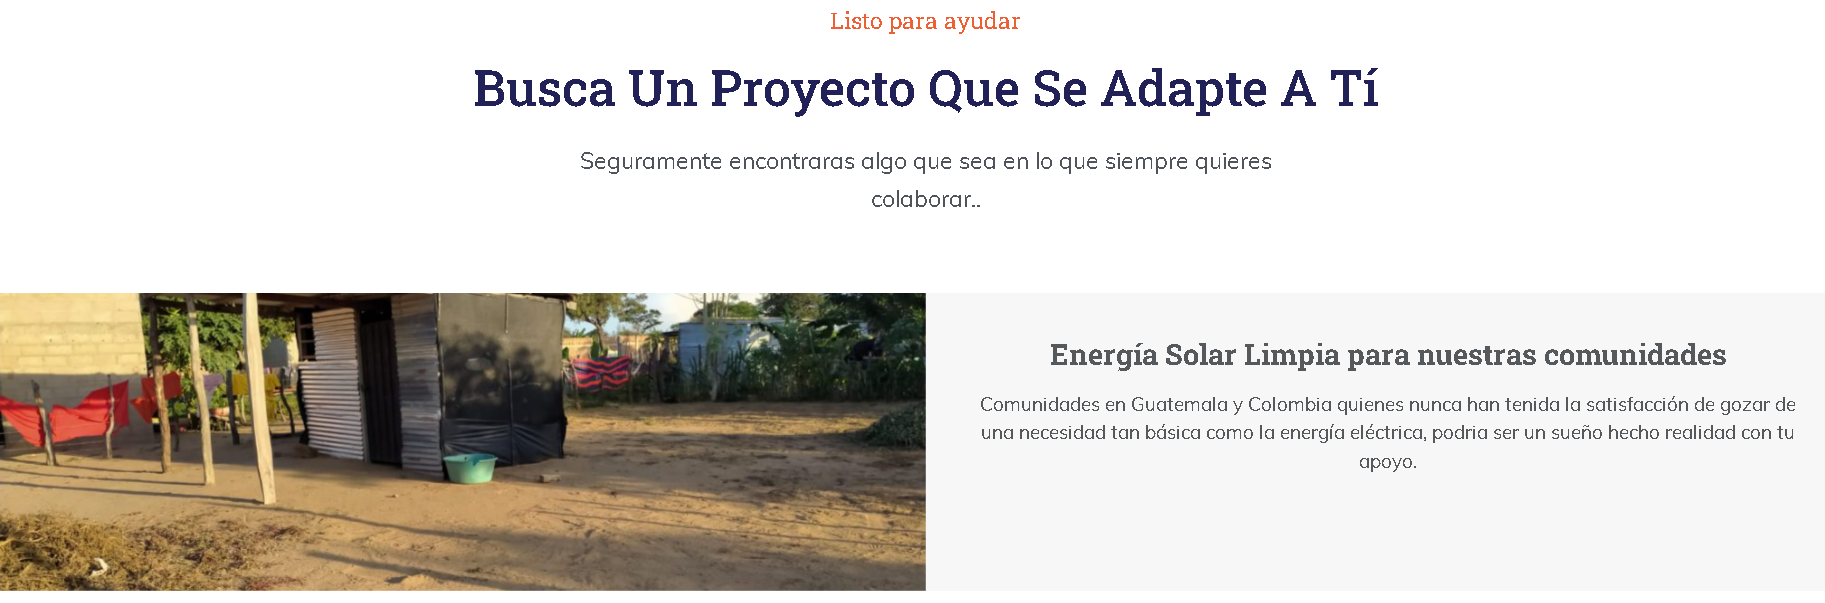 Listo para ayudar
Busca Un Proyecto Que Se Adapte A Tí
Seguramente encontraras algo que sea en lo que siempre quieres
colaborar..
Energía Solar Limpia para nuestras comunidades
Comunidades en Guatemala y Colombia quienes nunca han tenida la satisfacción de gozar de
una necesidad tan básica como la energía eléctrica, podria ser un sueño hecho realidad con tu
apoyo.